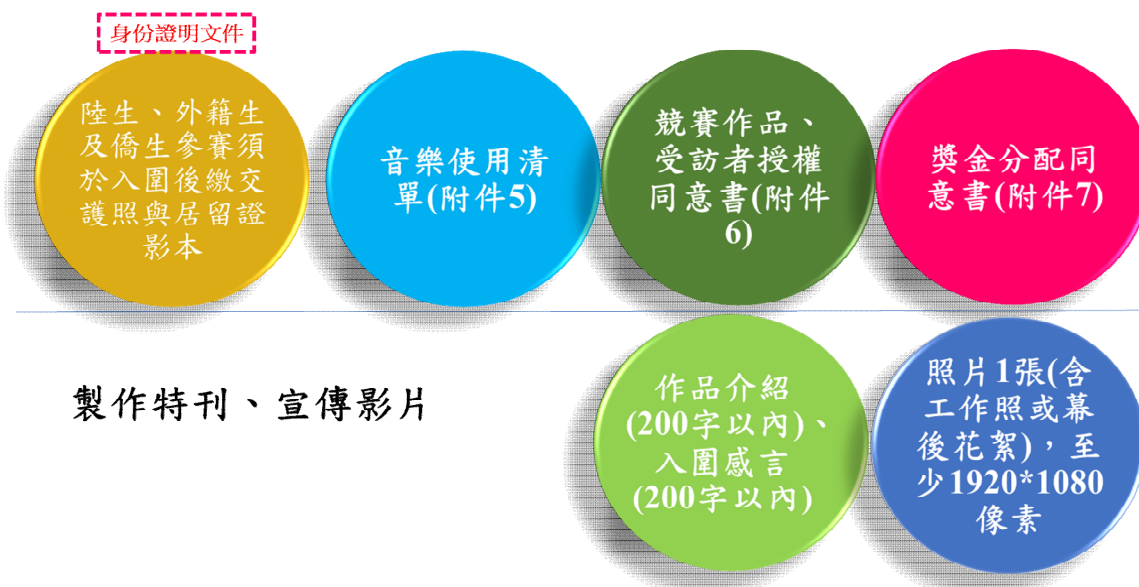 身份證明文件
陸生、外籍生
及僑生參賽須
於入圍後繳交
護照與居留證
影本
音樂使用清
單(附件5)
競賽作品、
受訪者授權
同意書(附件
6)
獎金分配同
意書(附件7)
製作特刊、宣傳影片
作品介紹
(200字以內)、
入圍感言
(200字以內)
照片1張(含
工作照或幕
後花絮)，至
少1920*1080
像素